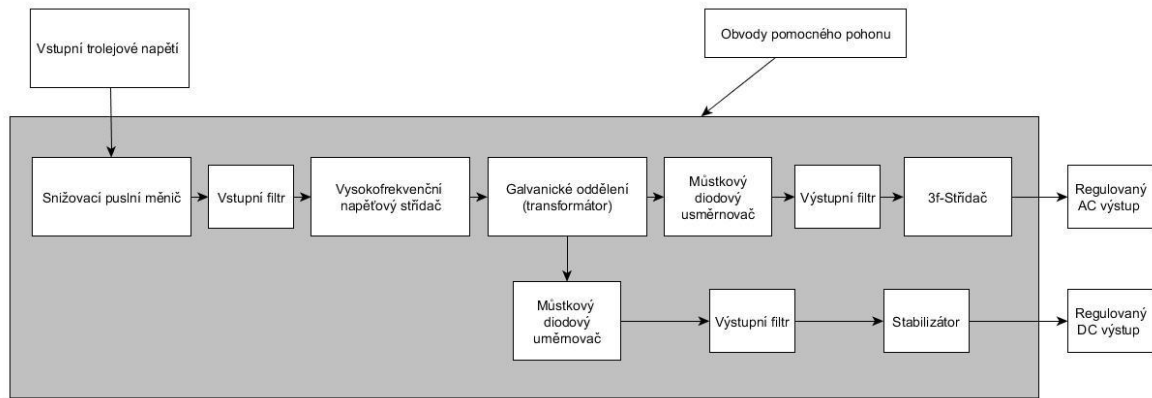 Vstupní trolejové napětí
Obvody pomocného pohonu
Snižovací puslní měnič
Vstupní filtr
Vysokofrekvenční
napěťový střídač
Galvanické oddělení
(transformátor)
Můstkový
diodový
usměrnovač
Výstupní filtr
3f-Střídač
Regulovaný
AC výstup
Můstkový
diodový
uměrnovač
Výstupní filtr
Stabilizátor
Regulovaný
DC výstup